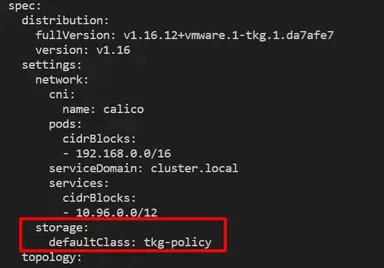 spec:
  distribution:
    fullVersion: v1.16.12+vmware.1-tkg.1.da7afe7
    version: v1.16
  settings:
    network:
      cni:
        name: calico
      pods:
        cidrBlocks:
        - 192.168.0.0/16
      serviceDomain: cluster.local
      services:
        cidrBlocks:
        - 10.96.0.0/12
    storage:
      defaultClass: tkg-policy
  topology: